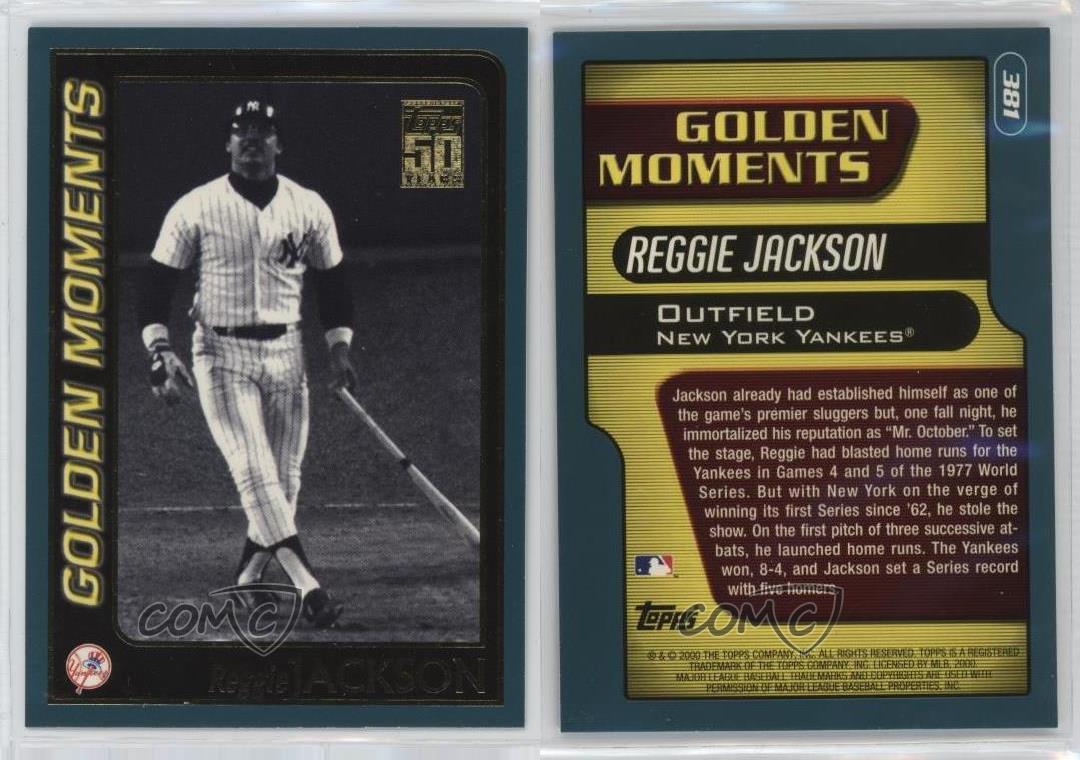 GOLDEN MOMENTS
NY
Topps
50
YEARS
NY
Yankees
Reggie JACKSON
COMC
381
GOLDEN
MOMENTS
REGGIE JACKSON
OUTFIELD
NEW YORK YANKEES®
Jackson already had established himself as one of
the game's premier sluggers but, one fall night, he
immortalized his reputation as "Mr. October." To set
the stage, Reggie had blasted home runs for the
Yankees in Games 4 and 5 of the 1977 World
Series. But with New York on the verge of
winning its first Series since '62, he stole the
show. On the first pitch of three successive at-
bats, he launched home runs. The Yankees
won, 8-4, and Jackson set a Series record
with five homers.
Topps
COMC
® & © 2000 THE TOPPS COMPANY, INC. ALL RIGHTS RESERVED. TOPPS IS A REGISTERED
TRADEMARK OF THE TOPPS COMPANY, INC. LICENSED BY MLB, 2000.
MAJOR LEAGUE BASEBALL TRADEMARKS AND COPYRIGHTS ARE USED WITH
PERMISSION OF MAJOR LEAGUE BASEBALL PROPERTIES, INC.